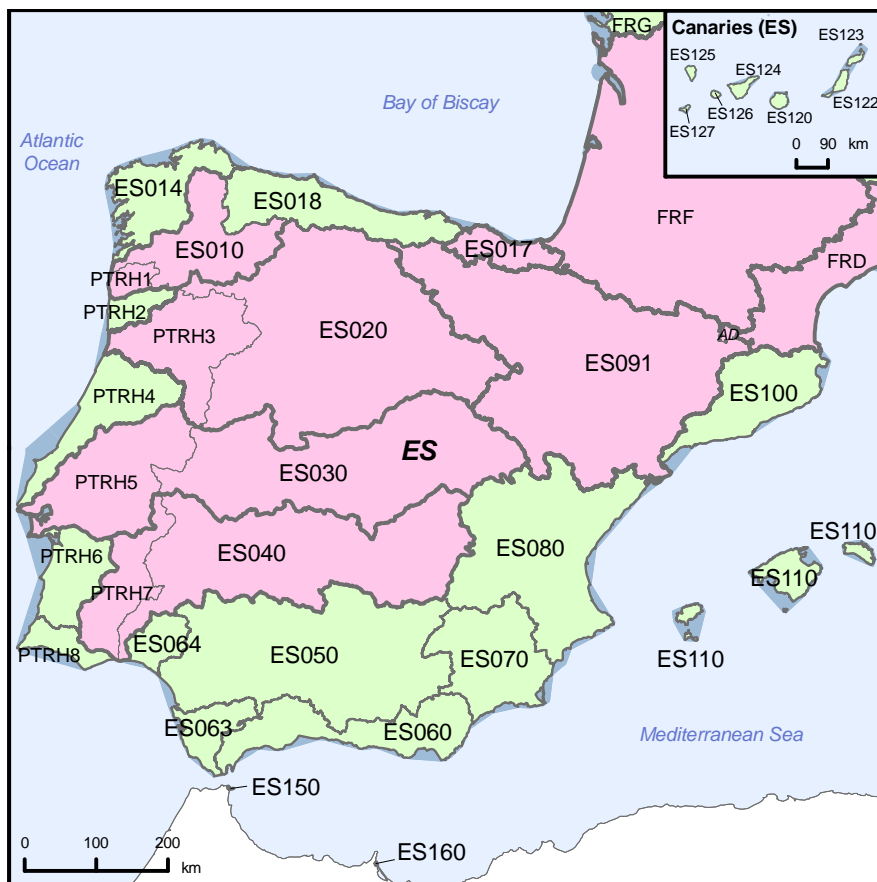 FRG
Canaries (ES)
ES123
ES125
ES124
ES122
ES126
ES120
ES127
0 90 km
Bay of Biscay
Atlantic
Ocean
ES014
ES018
FRF
ES010
ES017
FRD
PTRH1
PTRH2
PTRH3
ES020
AD
ES091
PTRH4
ES100
ES
ES030
PTRH5
ES110
PTRH6
ES040
ES080
ES110
PTRH7
ES064
PTRH8
ES050
ES070
ES110
ES063
ES060
Mediterranean Sea
ES150
0 100 200
km
ES160